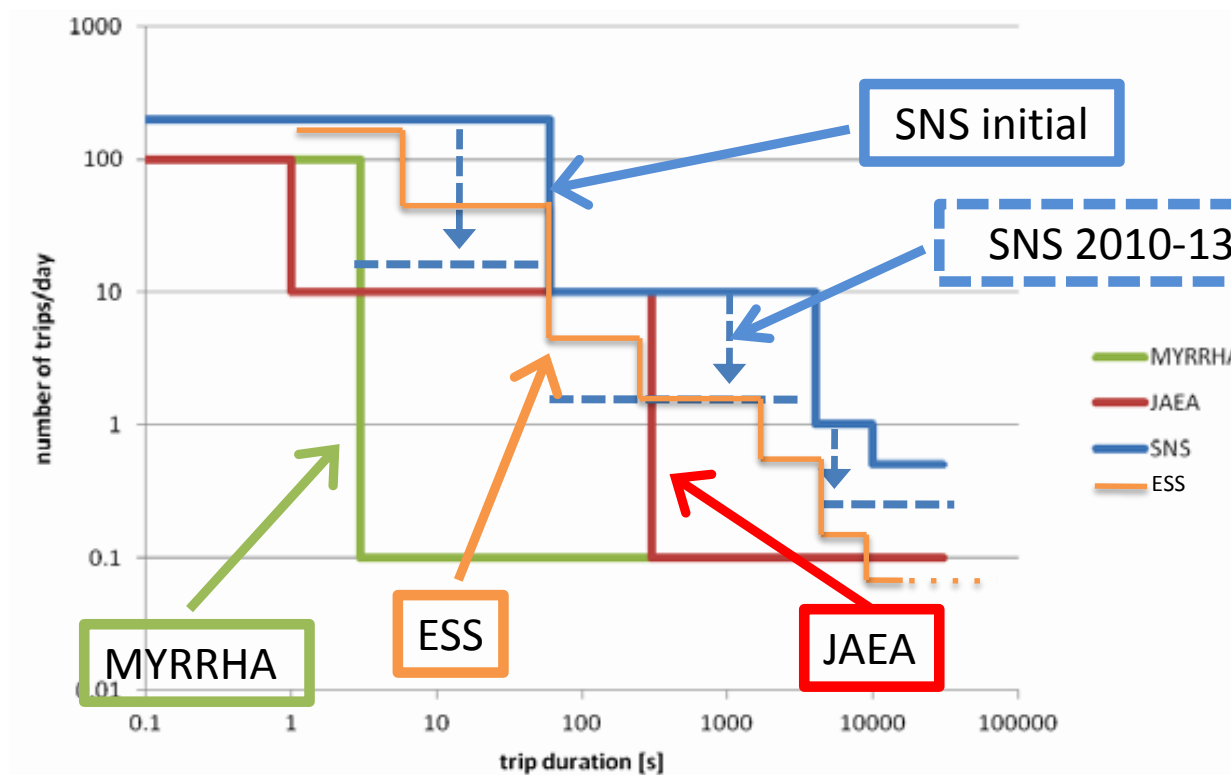 1000
100
10
1
0.1
0.01
number of trips/day
0.1
1
10
100
1000
10000
100000
trip duration [s]
SNS initial
SNS 2010-13
MYRRHA
JAEA
SNS
ESS
MYRRHA
ESS
JAEA